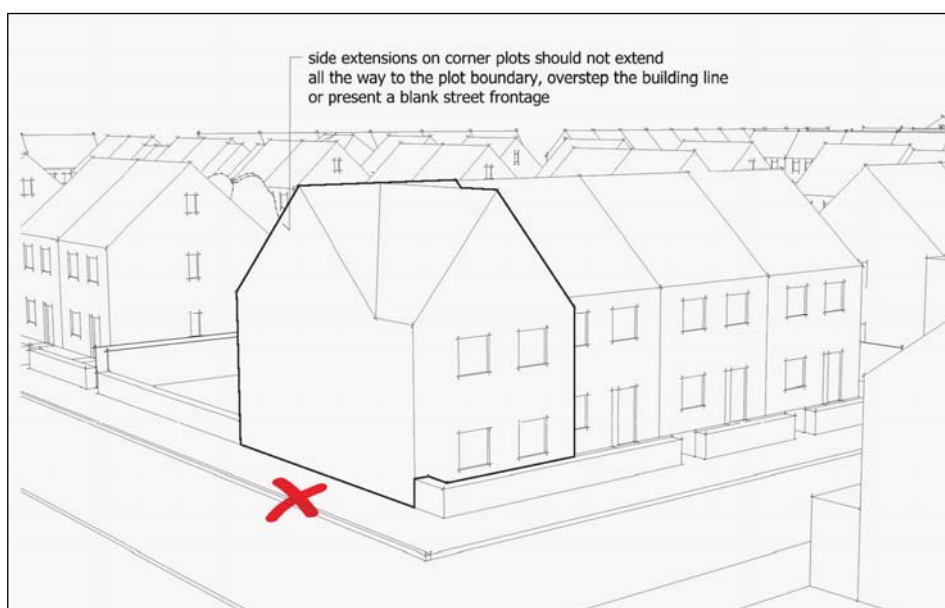 side extensions on corner plots should not extend
all the way to the plot boundary, overstep the building line
or present a blank street frontage